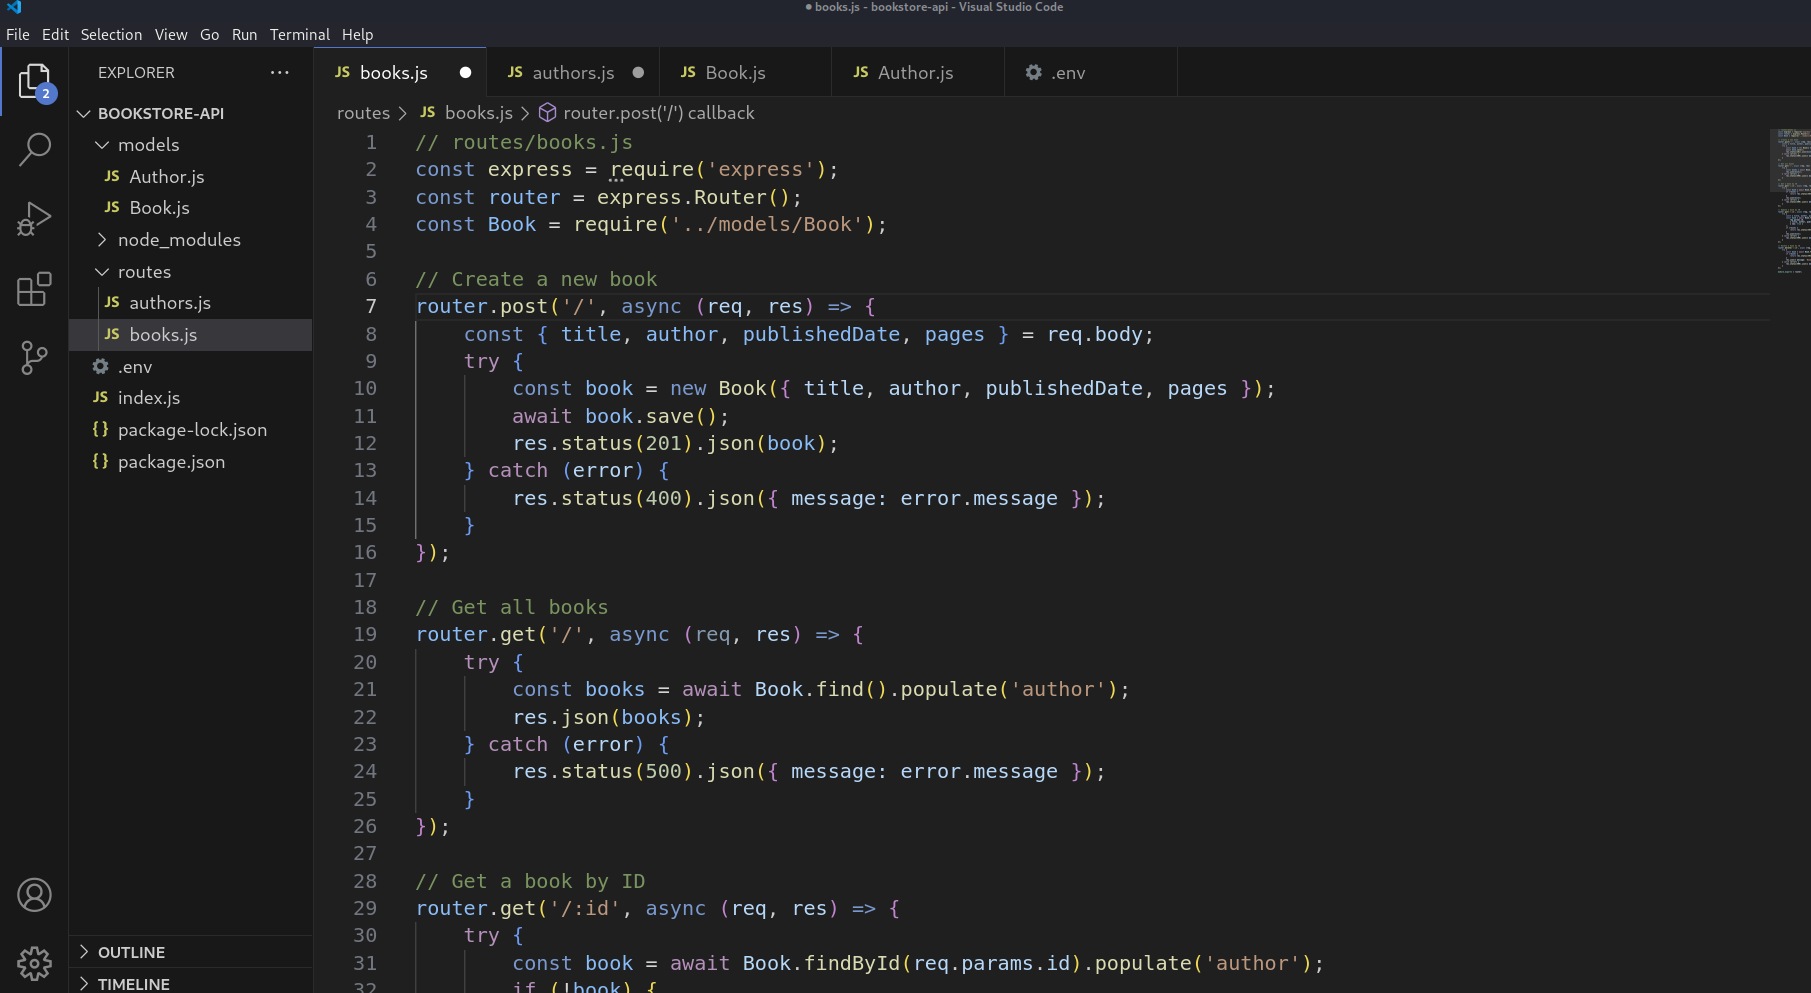 ● books.js - bookstore-api - Visual Studio Code
File Edit Selection View Go Run Terminal Help
EXPLORER ···
2
BOOKSTORE-API
models
JS Author.js
JS Book.js
node_modules
routes
JS authors.js
JS books.js
.env
JS index.js
{} package-lock.json
{} package.json
OUTLINE
TIMELINE
JS books.js ● JS authors.js ● JS Book.js JS Author.js .env
routes > JS books.js > router.post('/') callback
1 // routes/books.js
2 const express = require('express');
3 const router = express.Router();
4 const Book = require('../models/Book');
5
6 // Create a new book
7 router.post('/', async (req, res) => {
8     const { title, author, publishedDate, pages } = req.body;
9     try {
10         const book = new Book({ title, author, publishedDate, pages });
11         await book.save();
12         res.status(201).json(book);
13     } catch (error) {
14         res.status(400).json({ message: error.message });
15     }
16 });
17
18 // Get all books
19 router.get('/', async (req, res) => {
20     try {
21         const books = await Book.find().populate('author');
22         res.json(books);
23     } catch (error) {
24         res.status(500).json({ message: error.message });
25     }
26 });
27
28 // Get a book by ID
29 router.get('/:id', async (req, res) => {
30     try {
31         const book = await Book.findById(req.params.id).populate('author');
32         if (!book) {